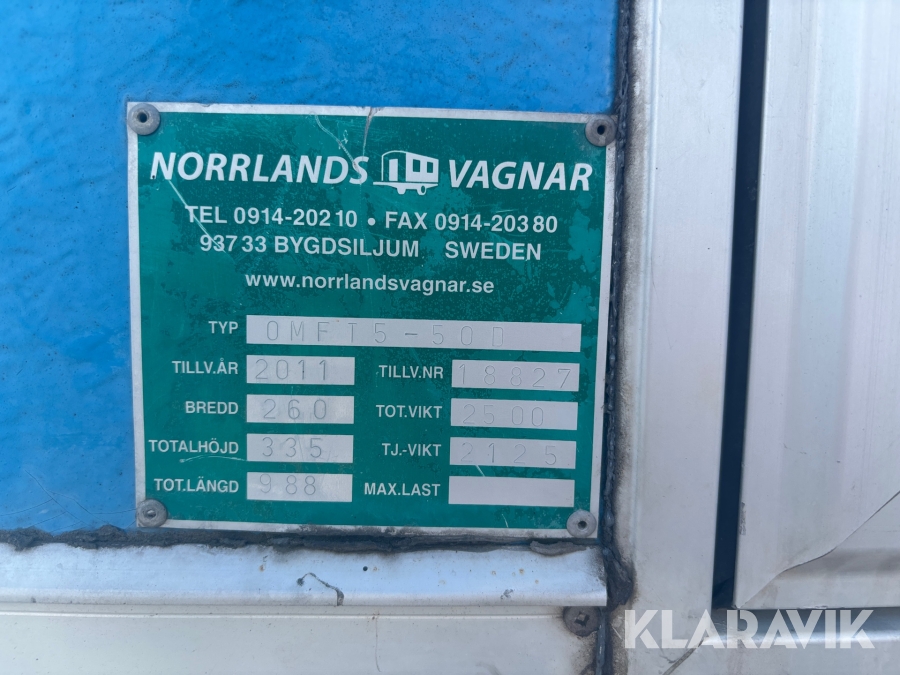 NORRLANDS VAGNAR
TEL 0914-202 10 • FAX 0914-203 80
937 33 BYGDSILJUM SWEDEN
www.norrlandsvagnar.se
TYP OMFT5-50D
TILLV.ÅR 2011 TILLV.NR 18827
BREDD 260 TOT.VIKT 2500
TOTALHÖJD 335 TJ.-VIKT 2125
TOT.LÄNGD 988 MAX.LAST
KLARAVIK